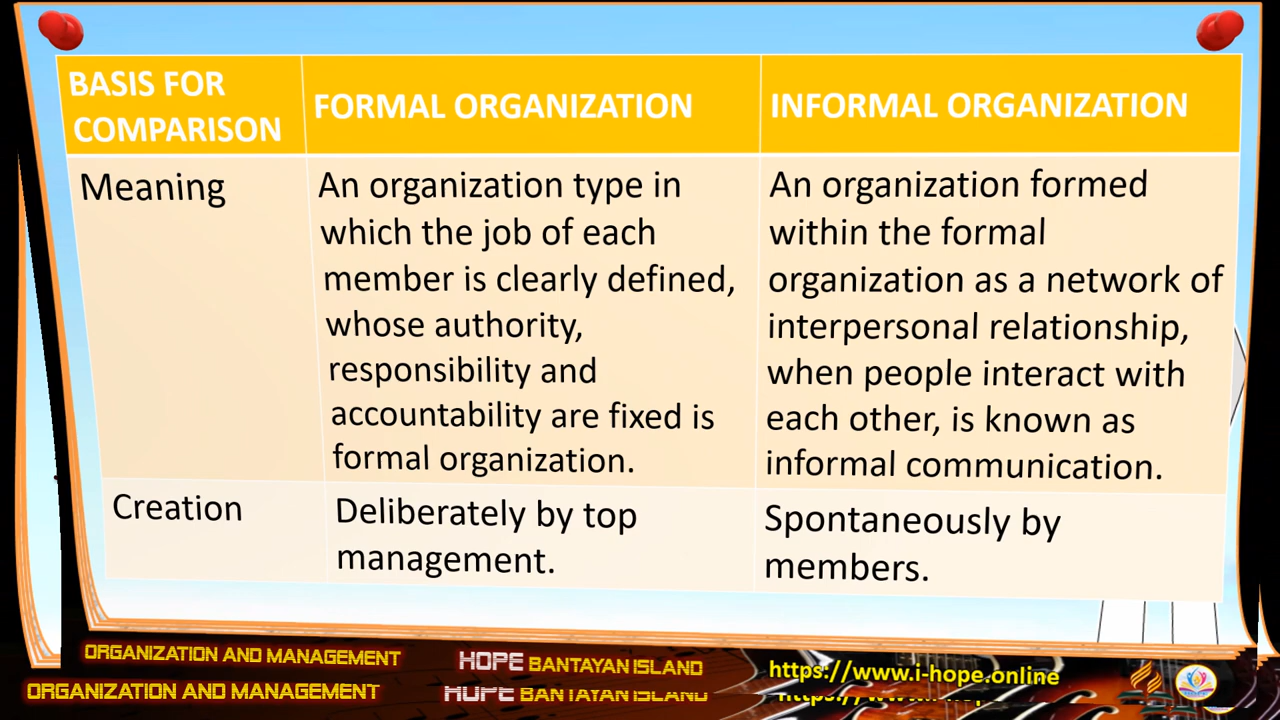 BASIS FOR
COMPARISON
FORMAL ORGANIZATION
INFORMAL ORGANIZATION
Meaning
An organization type in
which the job of each
member is clearly defined,
whose authority,
responsibility and
accountability are fixed is
formal organization.
An organization formed
within the formal
organization as a network of
interpersonal relationship,
when people interact with
each other, is known as
informal communication.
Creation
Deliberately by top
management.
Spontaneously by
members.
ORGANIZATION AND MANAGEMENT
HOPE BANTAYAN ISLAND
https://www.i-hope.online
ORGANIZATION AND MANAGEMENT
HOPE BANTAYAN ISLAND